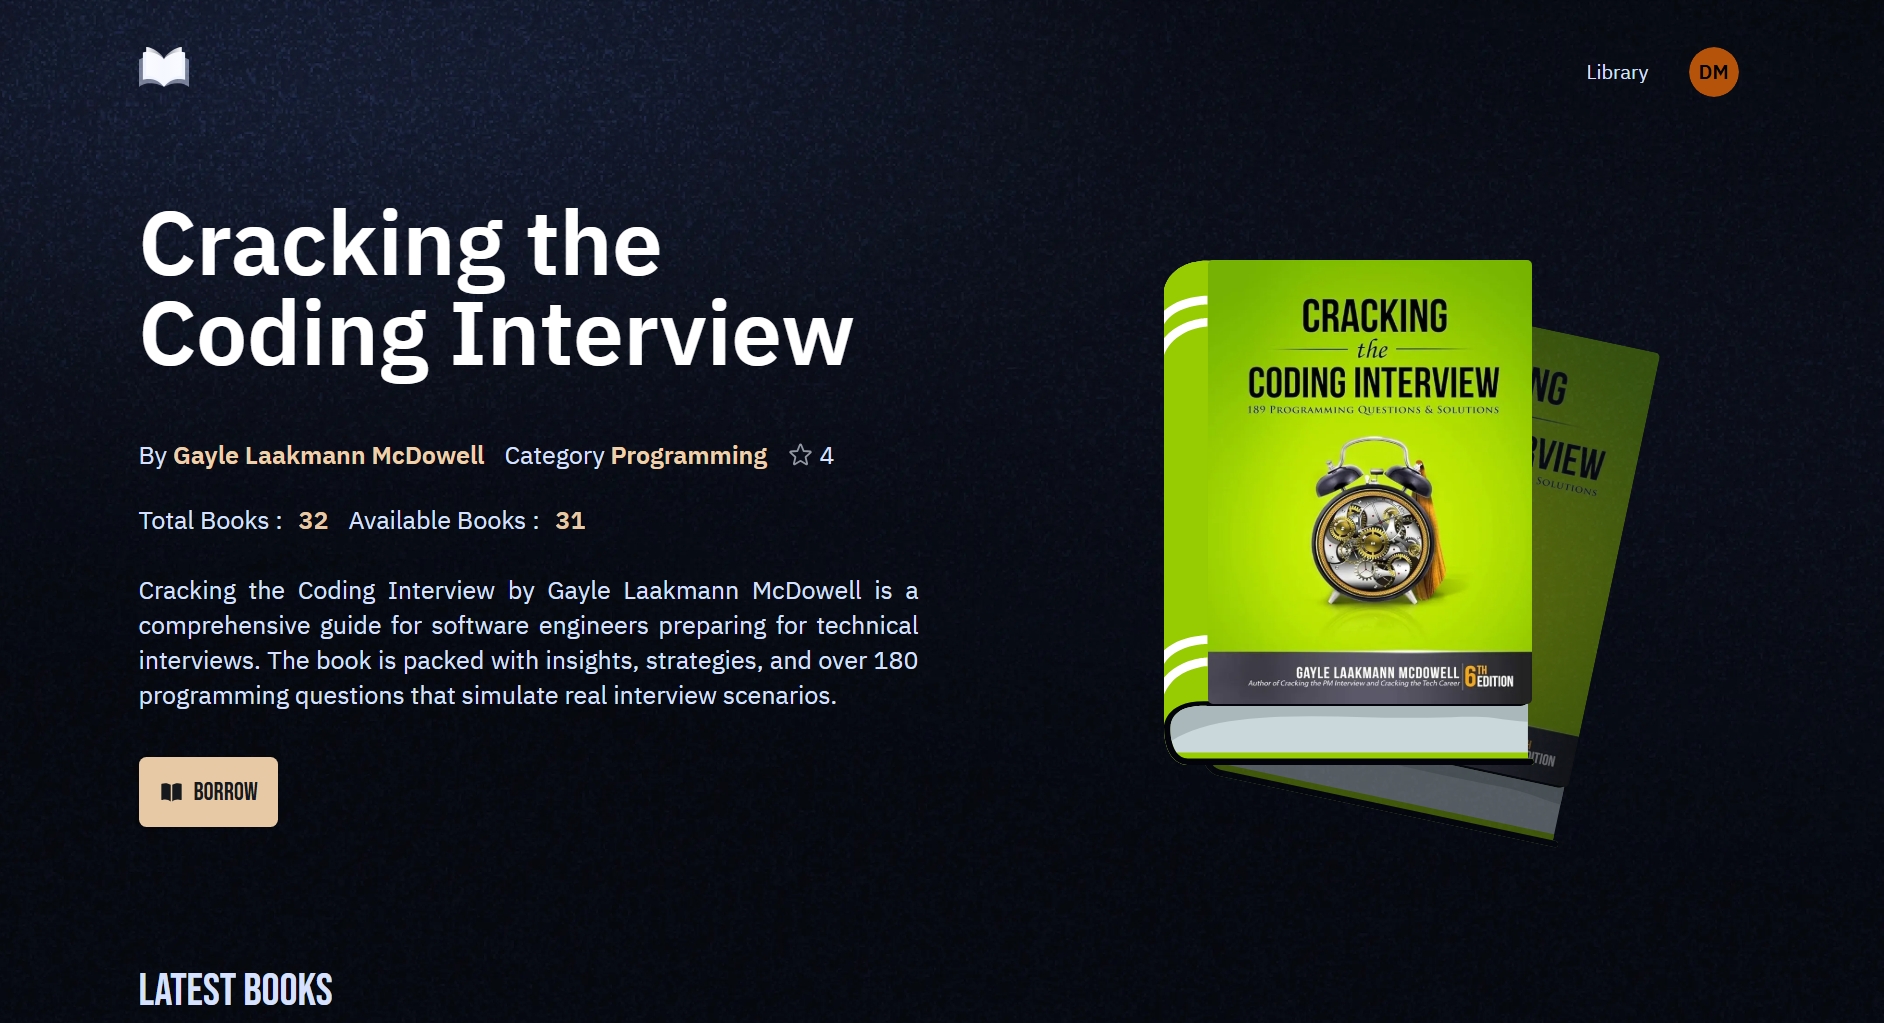 Library
DM
Cracking the
Coding Interview
By Gayle Laakmann McDowell Category Programming 4
Total Books : 32 Available Books : 31
Cracking the Coding Interview by Gayle Laakmann McDowell is a
comprehensive guide for software engineers preparing for technical
interviews. The book is packed with insights, strategies, and over 180
programming questions that simulate real interview scenarios.
BORROW
CRACKING
the
CODING INTERVIEW
189 PROGRAMMING QUESTIONS & SOLUTIONS
GAYLE LAAKMANN MCDOWELL
Author of Cracking the PM Interview and Cracking the Tech Career
6TH EDITION
NG
RVIEW
SOLUTIONS
DITION
LATEST BOOKS